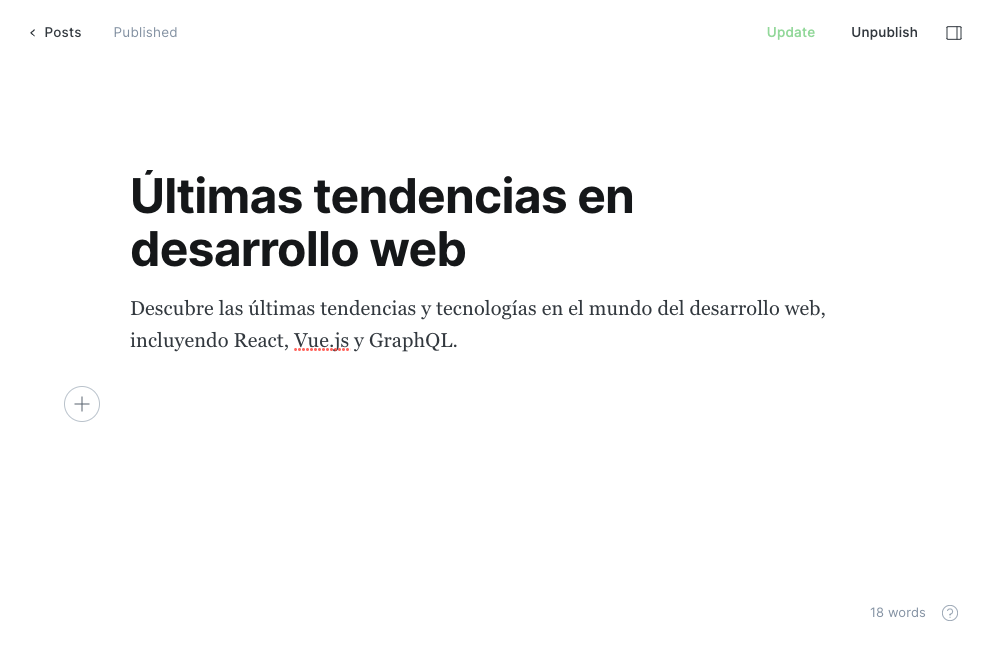 Posts Published Update Unpublish
Últimas tendencias en
desarrollo web
Descubre las últimas tendencias y tecnologías en el mundo del desarrollo web,
incluyendo React, Vue.js y GraphQL.
18 words ?